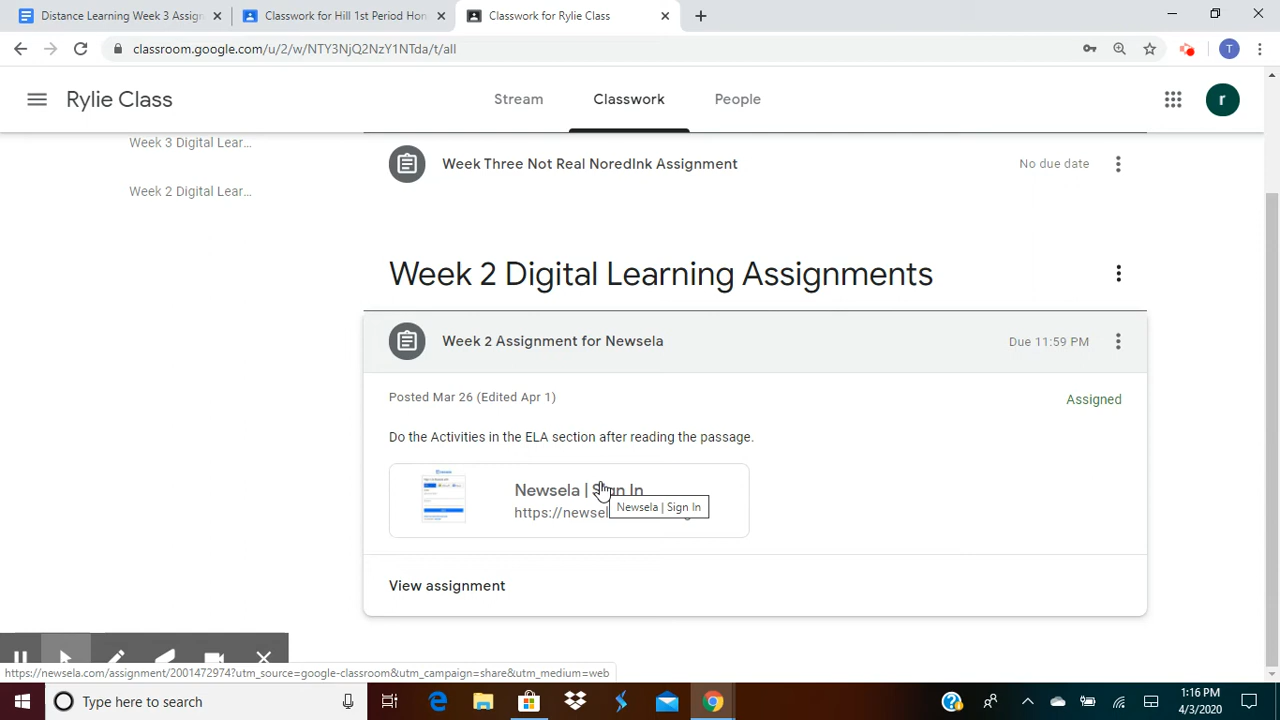 Distance Learning Week 3 Assign
Classwork for Hill 1st Period Hon
Classwork for Rylie Class
classroom.google.com/u/2/w/NTY3NjQ2NzY1NTda/t/all
T
Rylie Class
Stream
Classwork
People
r
Week 3 Digital Lear...
Week Three Not Real NoredInk Assignment
No due date
Week 2 Digital Lear...
Week 2 Digital Learning Assignments
Week 2 Assignment for Newsela
Due 11:59 PM
Posted Mar 26 (Edited Apr 1)
Assigned
Do the Activities in the ELA section after reading the passage.
Newsela | Sign In
Newsela | Sign In
https://newsel
View assignment
https://newsela.com/assignment/2001472974?utm_source=google-classroom&utm_campaign=share&utm_medium=web
Type here to search
1:16 PM
4/3/2020